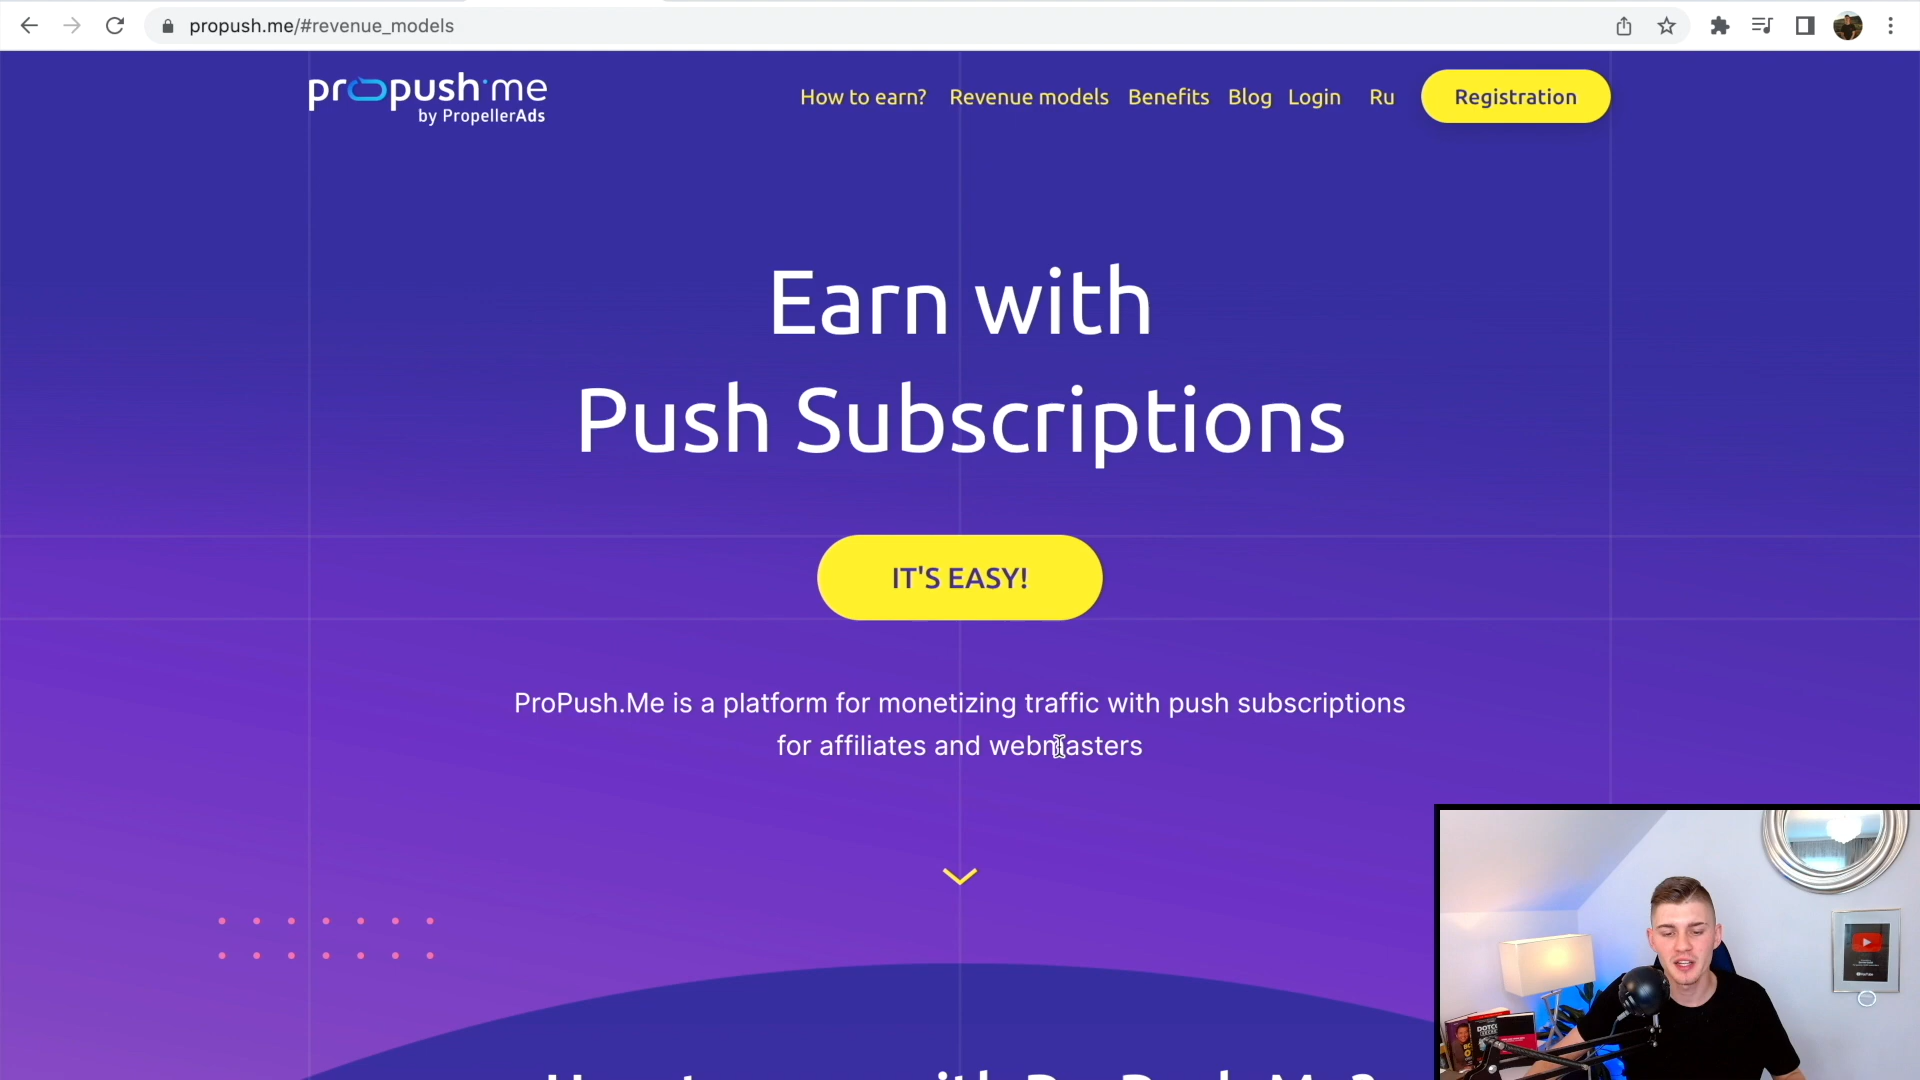 propush.me/#revenue_models
propush·me
by PropellerAds
How to earn?
Revenue models
Benefits
Blog
Login
Ru
Registration
Earn with
Push Subscriptions
IT'S EASY!
ProPush.Me is a platform for monetizing traffic with push subscriptions
for affiliates and webmasters